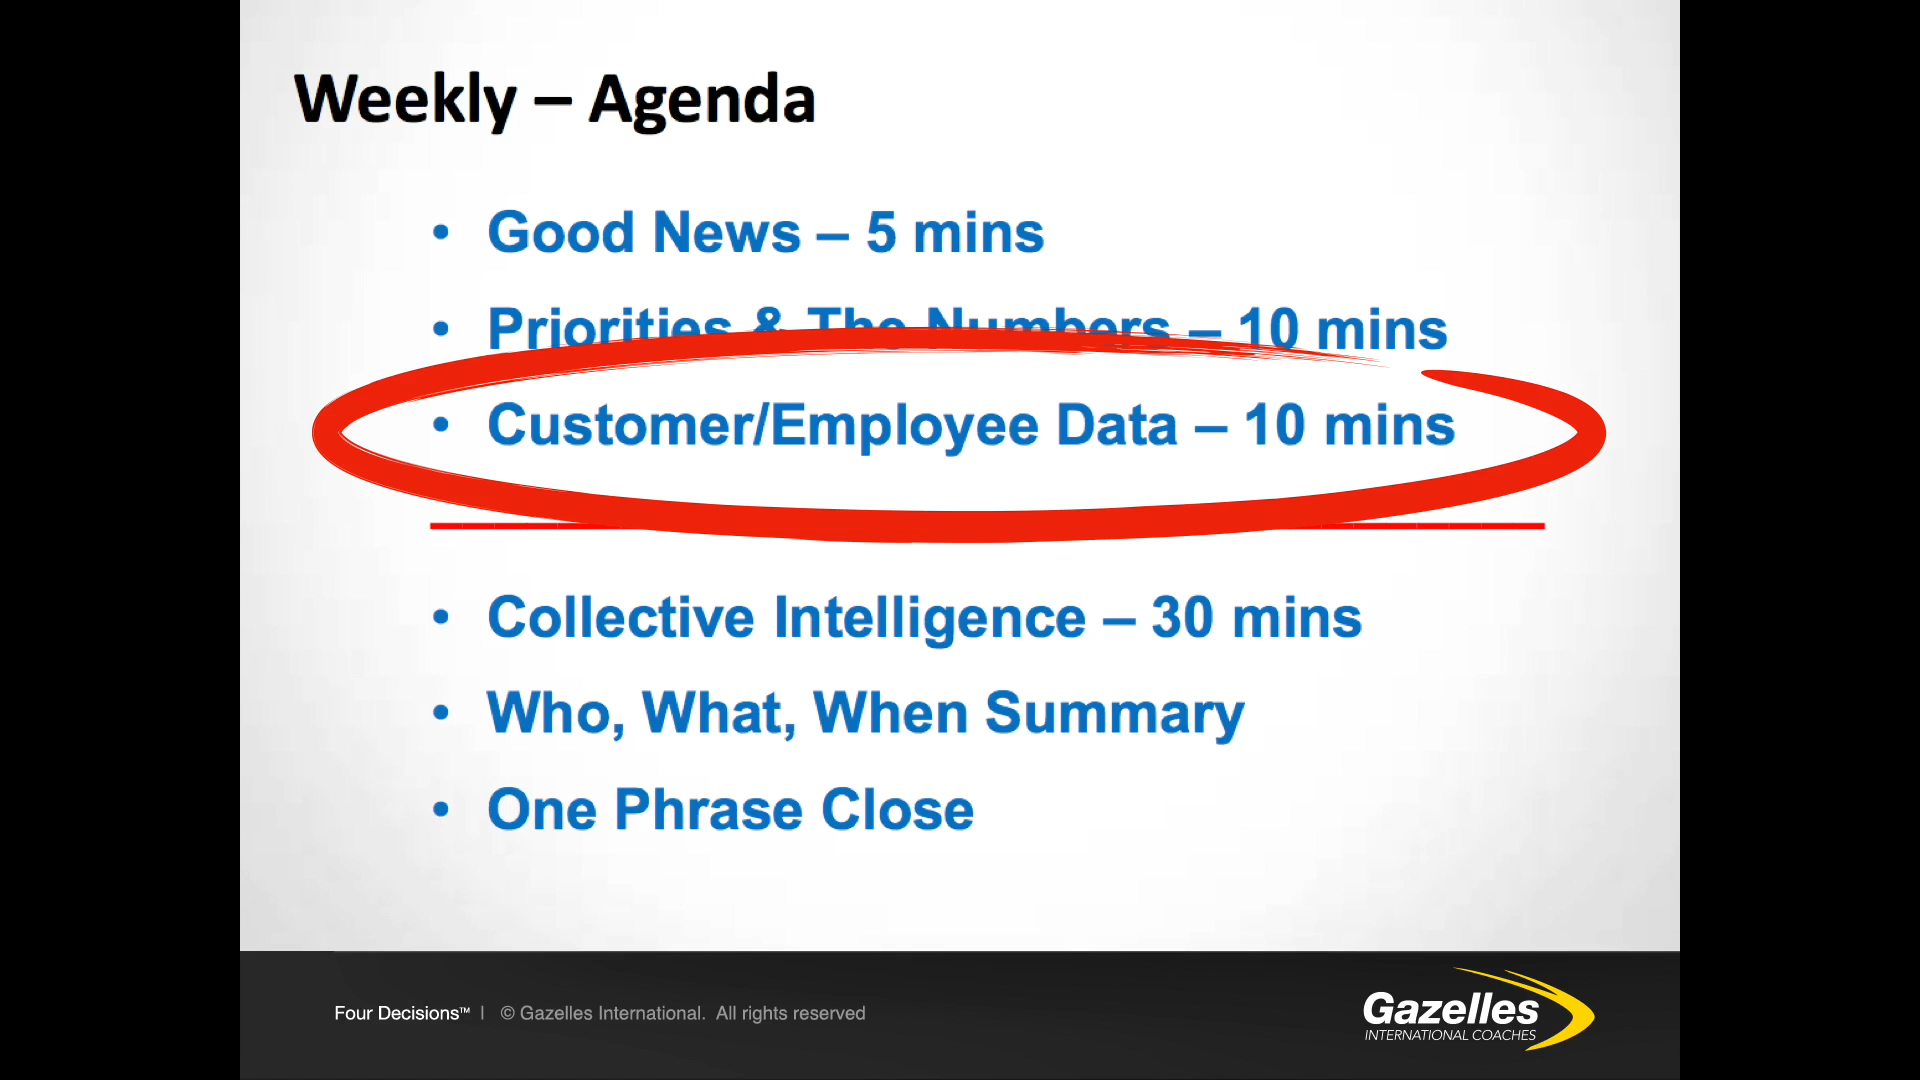 Weekly – Agenda
• Good News – 5 mins
• Priorities & The Numbers – 10 mins
• Customer/Employee Data – 10 mins
• Collective Intelligence – 30 mins
• Who, What, When Summary
• One Phrase Close
Four Decisions™ | © Gazelles International. All rights reserved
Gazelles
INTERNATIONAL COACHES